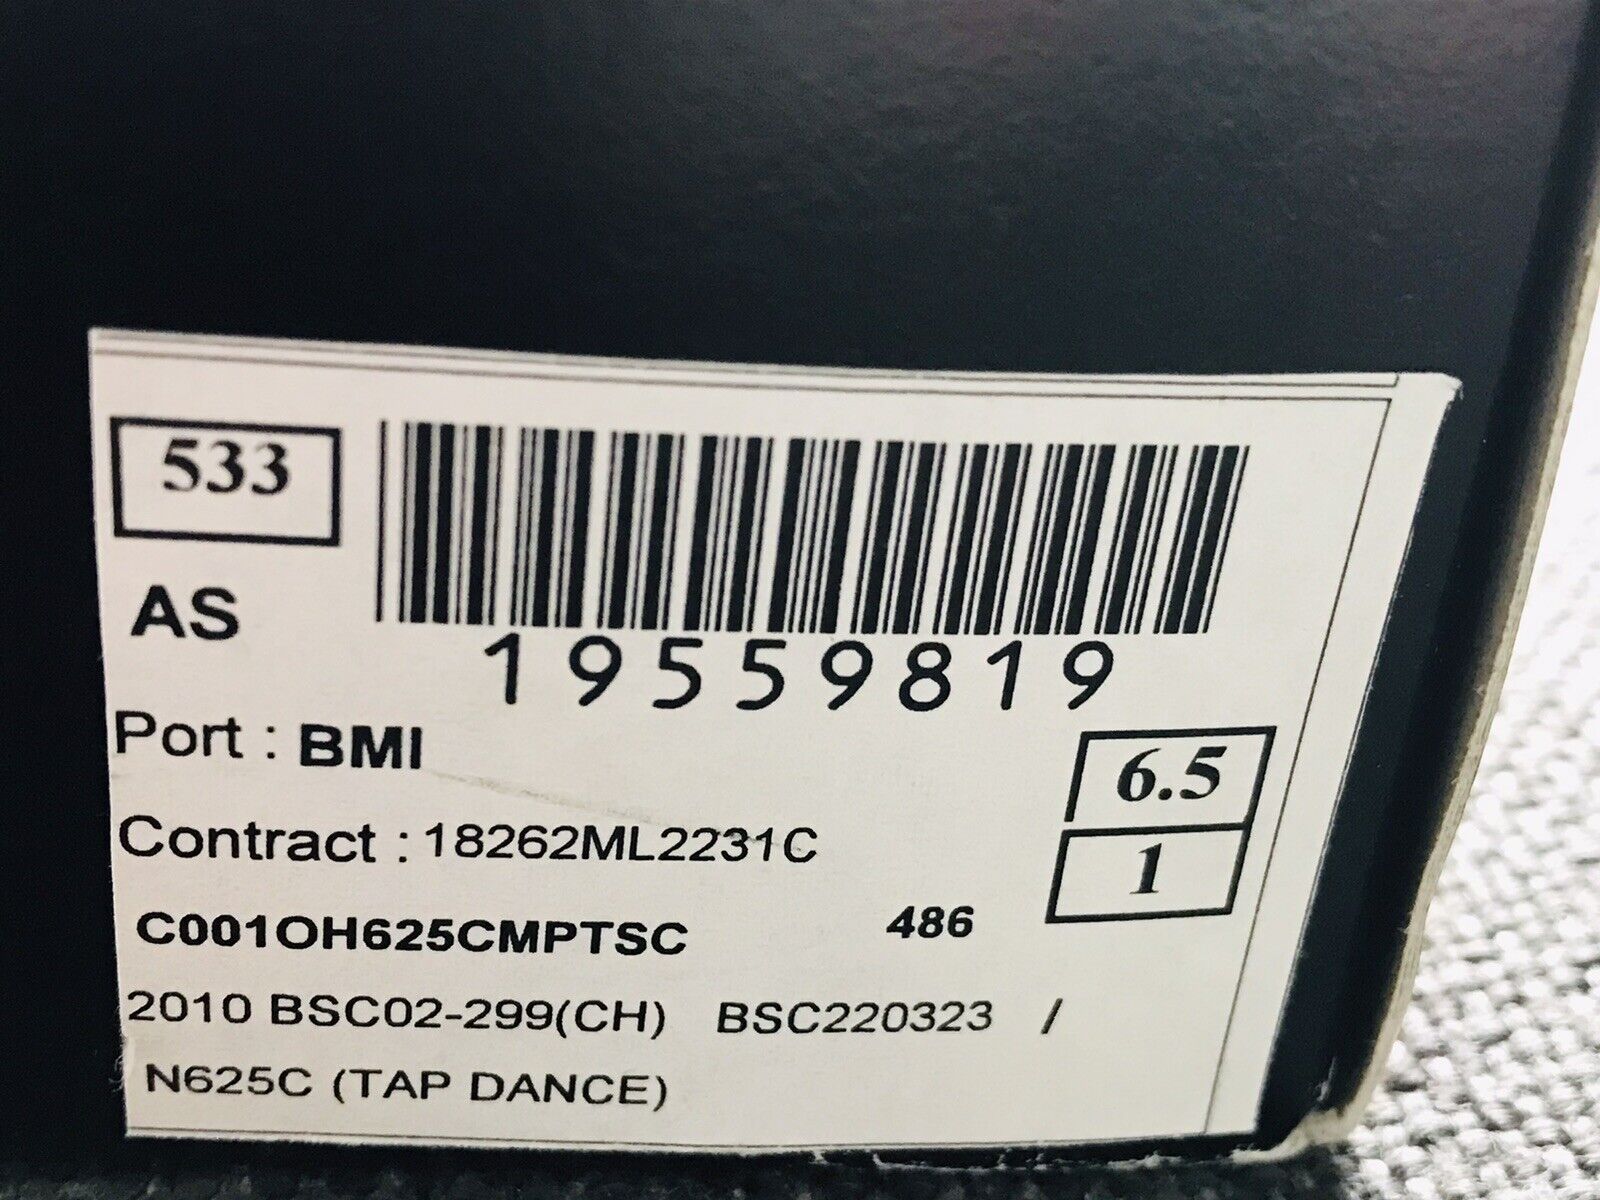 533
19559819
AS
Port : BMI
6.5
Contract : 18262ML2231C
1
C001OH625CMPTSC 486
2010 BSC02-299(CH) BSC220323 /
N625C (TAP DANCE)